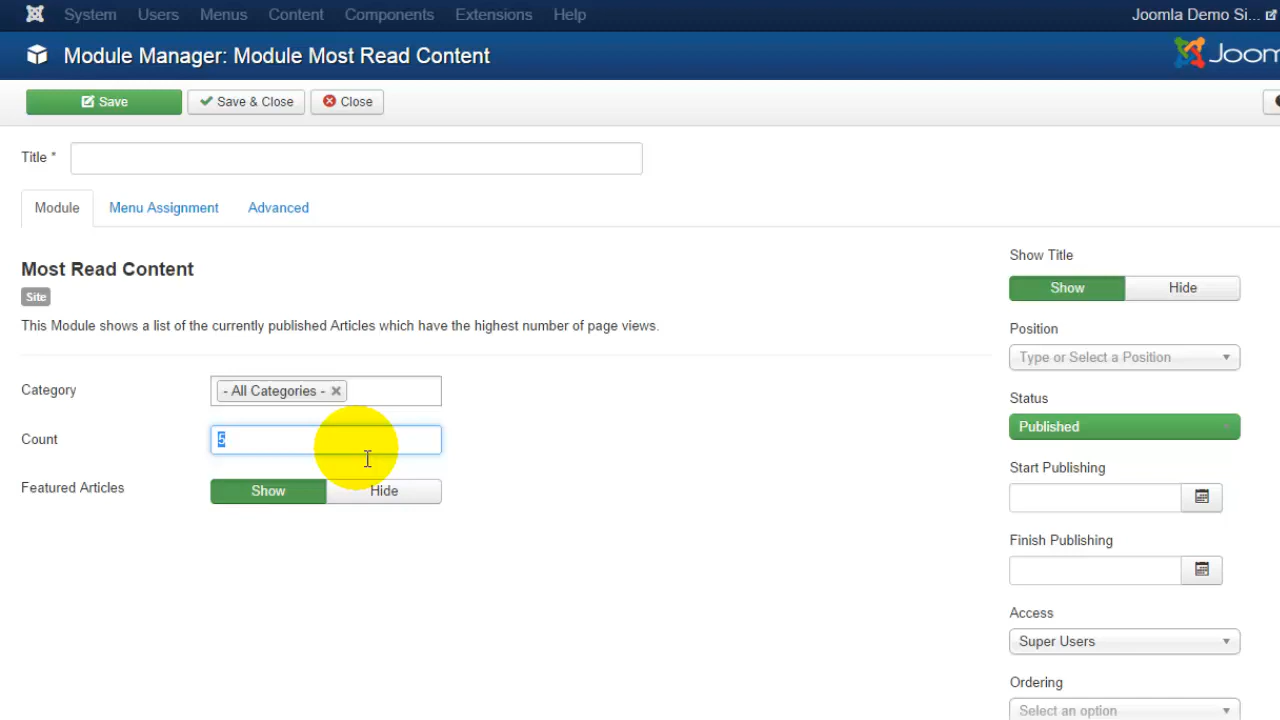 System Users Menus Content Components Extensions Help Joomla Demo Si...
Module Manager: Module Most Read Content
Save Save & Close Close
Title *
Module Menu Assignment Advanced
Most Read Content
Site
This Module shows a list of the currently published Articles which have the highest number of page views.
Category - All Categories -
Count 5
Featured Articles Show Hide
Show Title
Show Hide
Position
Type or Select a Position
Status
Published
Start Publishing
Finish Publishing
Access
Super Users
Ordering
Select an option